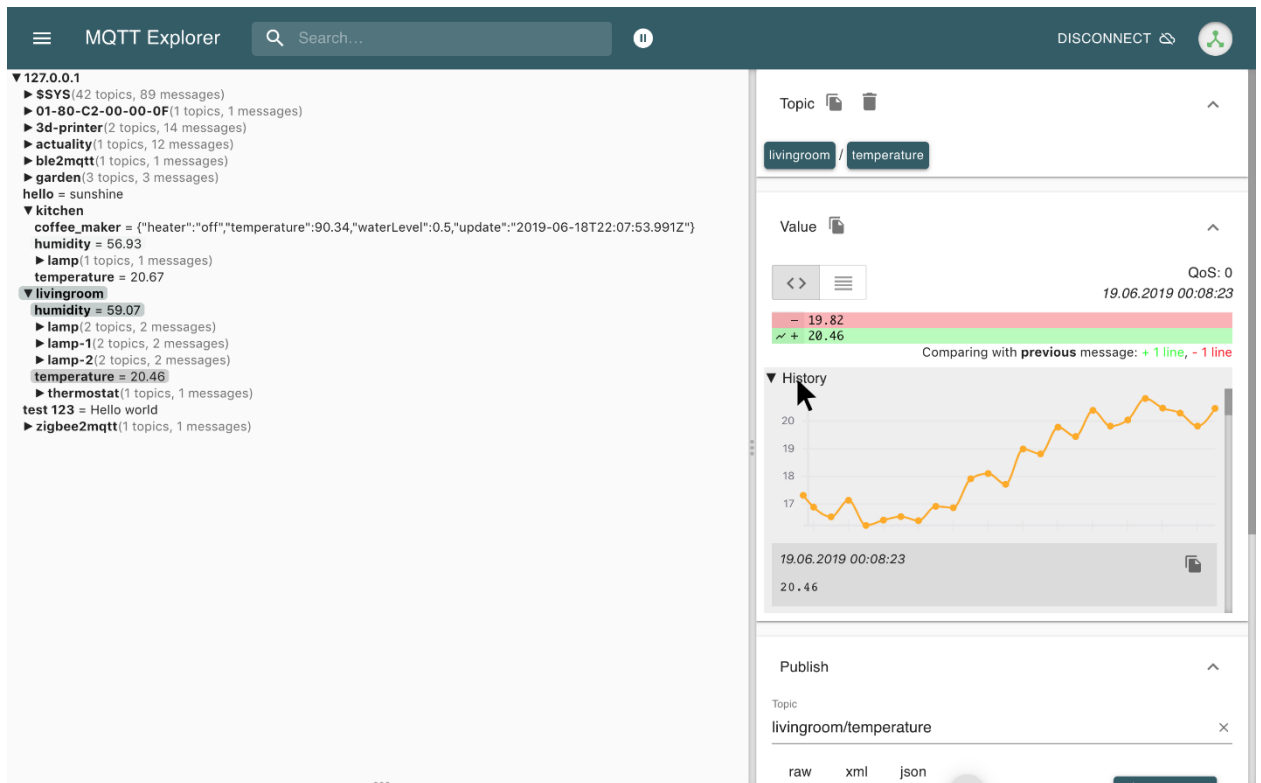 MQTT Explorer
Search...
DISCONNECT
127.0.0.1
$SYS(42 topics, 89 messages)
01-80-C2-00-00-0F(1 topics, 1 messages)
3d-printer(2 topics, 14 messages)
actuality(1 topics, 12 messages)
ble2mqtt(1 topics, 1 messages)
garden(3 topics, 3 messages)
hello = sunshine
kitchen
coffee_maker = {"heater":"off","temperature":90.34,"waterLevel":0.5,"update":"2019-06-18T22:07:53.991Z"}
humidity = 56.93
lamp(1 topics, 1 messages)
temperature = 20.67
livingroom
humidity = 59.07
lamp(2 topics, 2 messages)
lamp-1(2 topics, 2 messages)
lamp-2(2 topics, 2 messages)
temperature = 20.46
thermostat(1 topics, 1 messages)
test 123 = Hello world
zigbee2mqtt(1 topics, 1 messages)
Topic
livingroom / temperature
Value
QoS: 0
19.06.2019 00:08:23
- 19.82
+ 20.46
Comparing with previous message: + 1 line, - 1 line
History
20
19
18
17
19.06.2019 00:08:23
20.46
Publish
Topic
livingroom/temperature
raw xml json